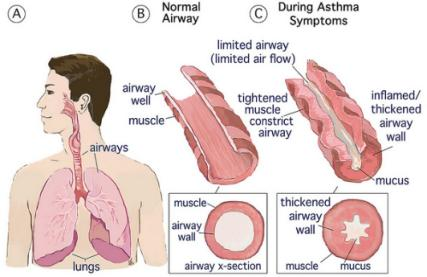 A
B
Normal
Airway
C
During Asthma
Symptoms
airways
lungs
airway
well
muscle
muscle
airway
wall
airway x-section
limited airway
(limited air flow)
tightened
muscle
constrict
airway
inflamed/
thickened
airway
wall
mucus
thickened
airway
wall
muscle
mucus